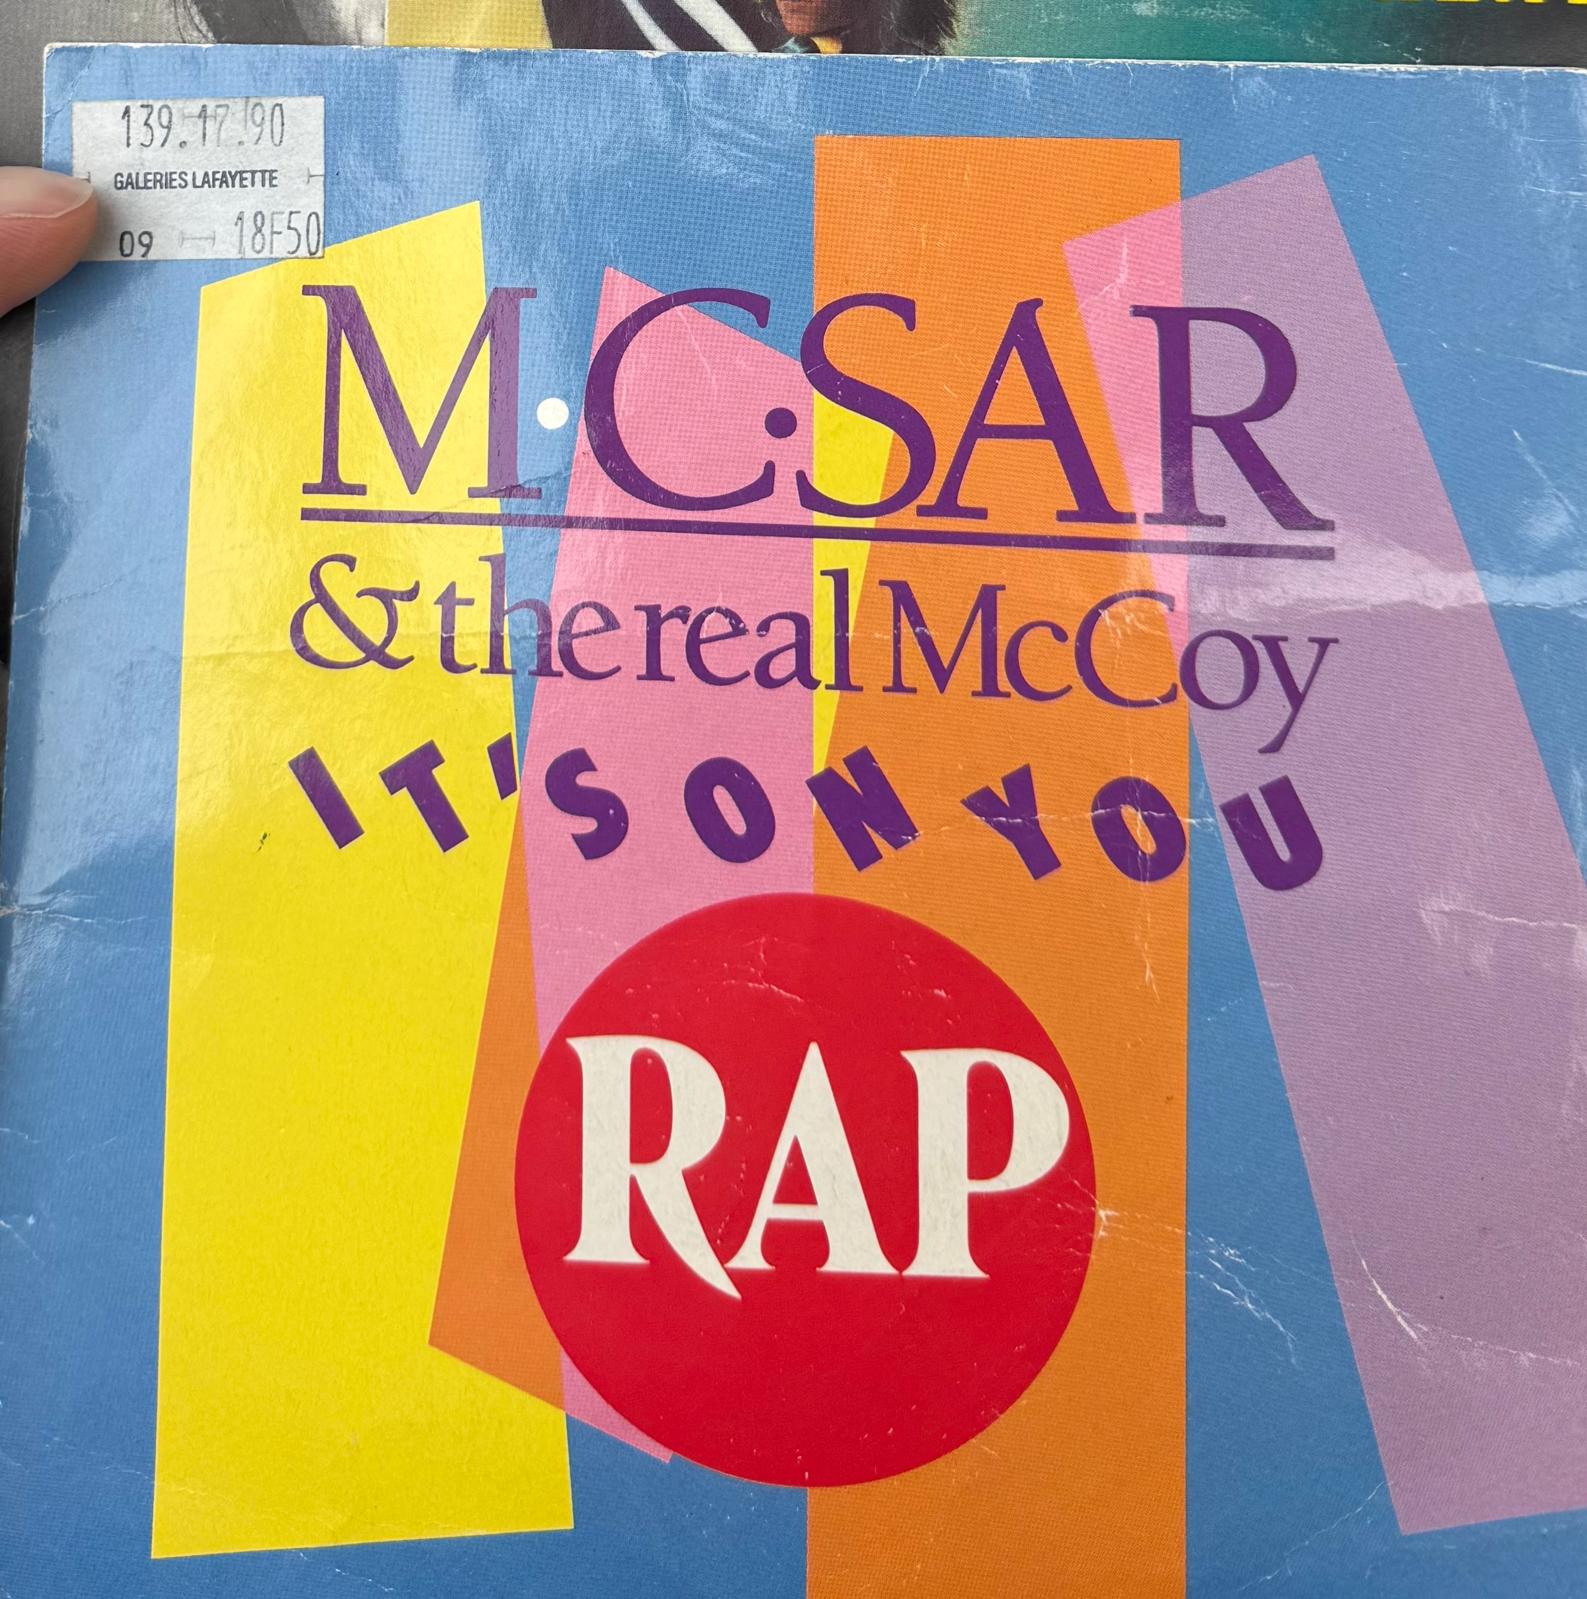 139.17.90
GALERIES LAFAYETTE
09 18F50
M.C.SAR
& the real McCoy
IT'S ON YOU
RAP